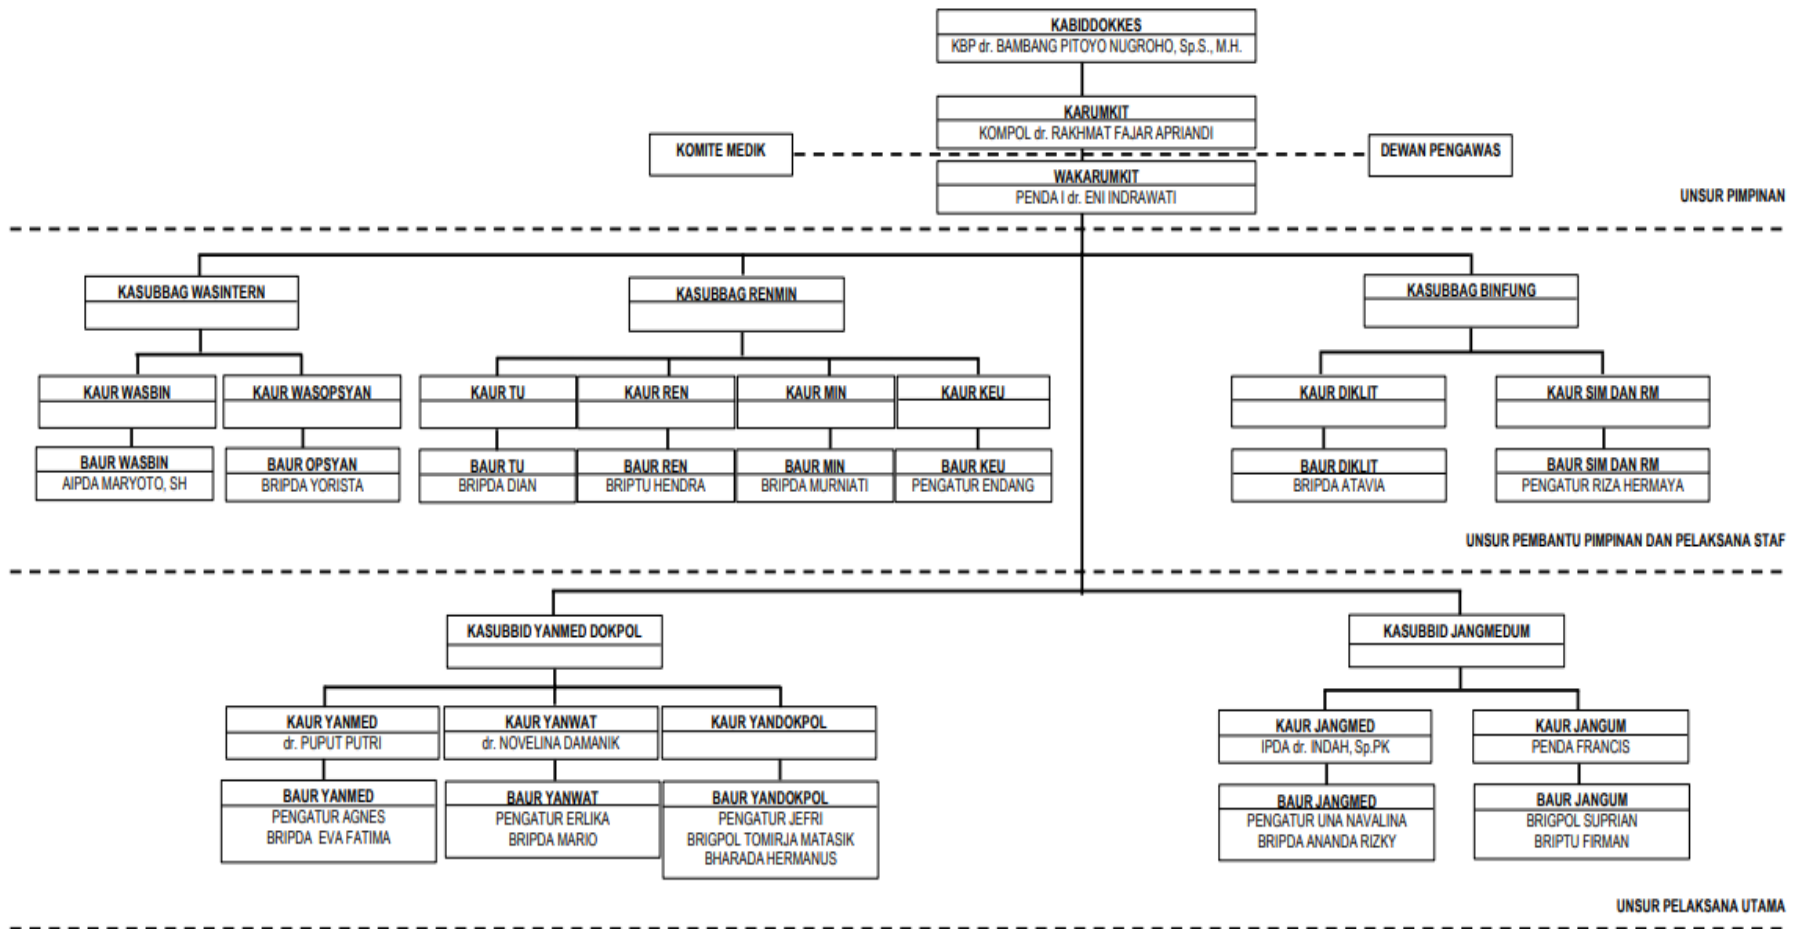 KABIDDOKKES
KBP dr. BAMBANG PITOYO NUGROHO, Sp.S., M.H.
KARUMKIT
KOMPOL dr. RAKHMAT FAJAR APRIANDI
KOMITE MEDIK
DEWAN PENGAWAS
WAKARUMKIT
PENDA I dr. ENI INDRAWATI
UNSUR PIMPINAN
KASUBBAG WASINTERN
KASUBBAG RENMIN
KASUBBAG BINFUNG
KAUR WASBIN
KAUR WASOPSYAN
KAUR TU
KAUR REN
KAUR MIN
KAUR KEU
KAUR DIKLIT
KAUR SIM DAN RM
BAUR WASBIN
AIPDA MARYOTO, SH
BAUR OPSYAN
BRIPDA YORISTA
BAUR TU
BRIPDA DIAN
BAUR REN
BRIPTU HENDRA
BAUR MIN
BRIPDA MURNIATI
BAUR KEU
PENGATUR ENDANG
BAUR DIKLIT
BRIPDA ATAVIA
BAUR SIM DAN RM
PENGATUR RIZA HERMAYA
UNSUR PEMBANTU PIMPINAN DAN PELAKSANA STAF
KASUBBID YANMED DOKPOL
KASUBBID JANGMEDUM
KAUR YANMED
dr. PUPUT PUTRI
KAUR YANWAT
dr. NOVELINA DAMANIK
KAUR YANDOKPOL
KAUR JANGMED
IPDA dr. INDAH, Sp.PK
KAUR JANGUM
PENDA FRANCIS
BAUR YANMED
PENGATUR AGNES
BRIPDA EVA FATIMA
BAUR YANWAT
PENGATUR ERLIKA
BRIPDA MARIO
BAUR YANDOKPOL
PENGATUR JEFRI
BRIGPOL TOMIRJA MATASIK
BHARADA HERMANUS
BAUR JANGMED
PENGATUR UNA NAVALINA
BRIPDA ANANDA RIZKY
BAUR JANGUM
BRIGPOL SUPRIAN
BRIPTU FIRMAN
UNSUR PELAKSANA UTAMA